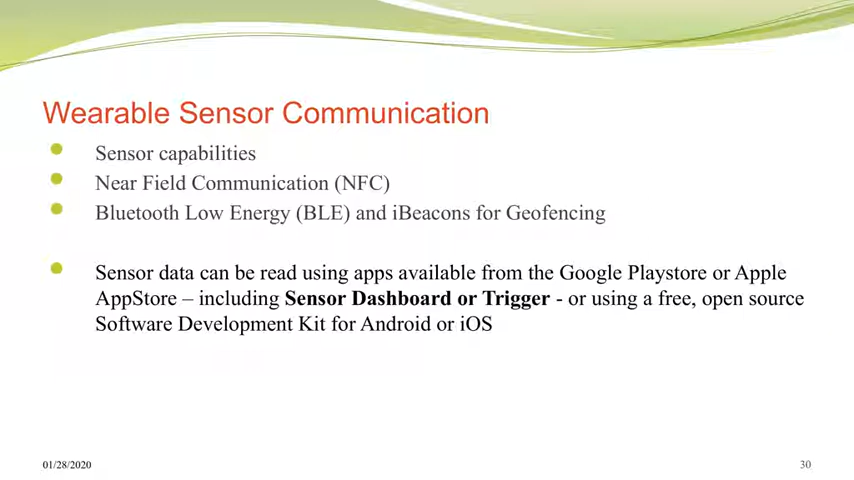 Wearable Sensor Communication
Sensor capabilities
Near Field Communication (NFC)
Bluetooth Low Energy (BLE) and iBeacons for Geofencing
Sensor data can be read using apps available from the Google Playstore or Apple
AppStore – including Sensor Dashboard or Trigger - or using a free, open source
Software Development Kit for Android or iOS
01/28/2020
30